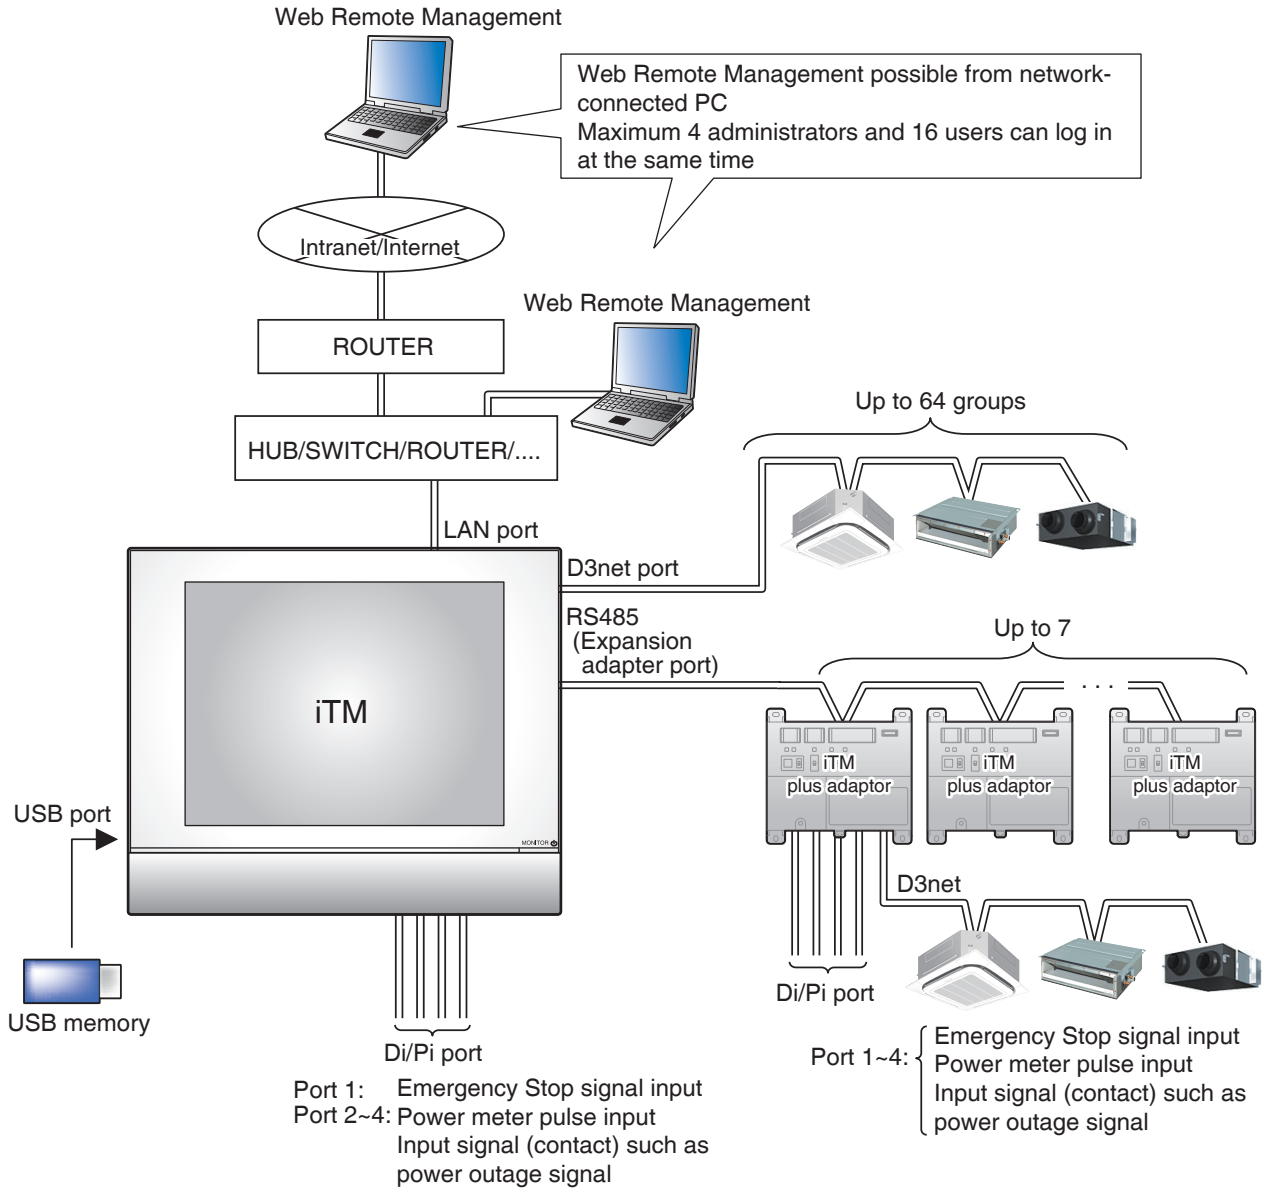 Web Remote Management
Web Remote Management possible from network-
connected PC
Maximum 4 administrators and 16 users can log in
at the same time
Intranet/Internet
Web Remote Management
ROUTER
HUB/SWITCH/ROUTER/....
Up to 64 groups
LAN port
D3net port
RS485
(Expansion
adapter port)
Up to 7
. . .
iTM
iTM
plus adaptor
iTM
plus adaptor
iTM
plus adaptor
USB port
MONITOR
D3net
USB memory
Di/Pi port
Di/Pi port
Port 1: Emergency Stop signal input
Port 2~4: Power meter pulse input
Input signal (contact) such as
power outage signal
Port 1~4:
Emergency Stop signal input
Power meter pulse input
Input signal (contact) such as
power outage signal